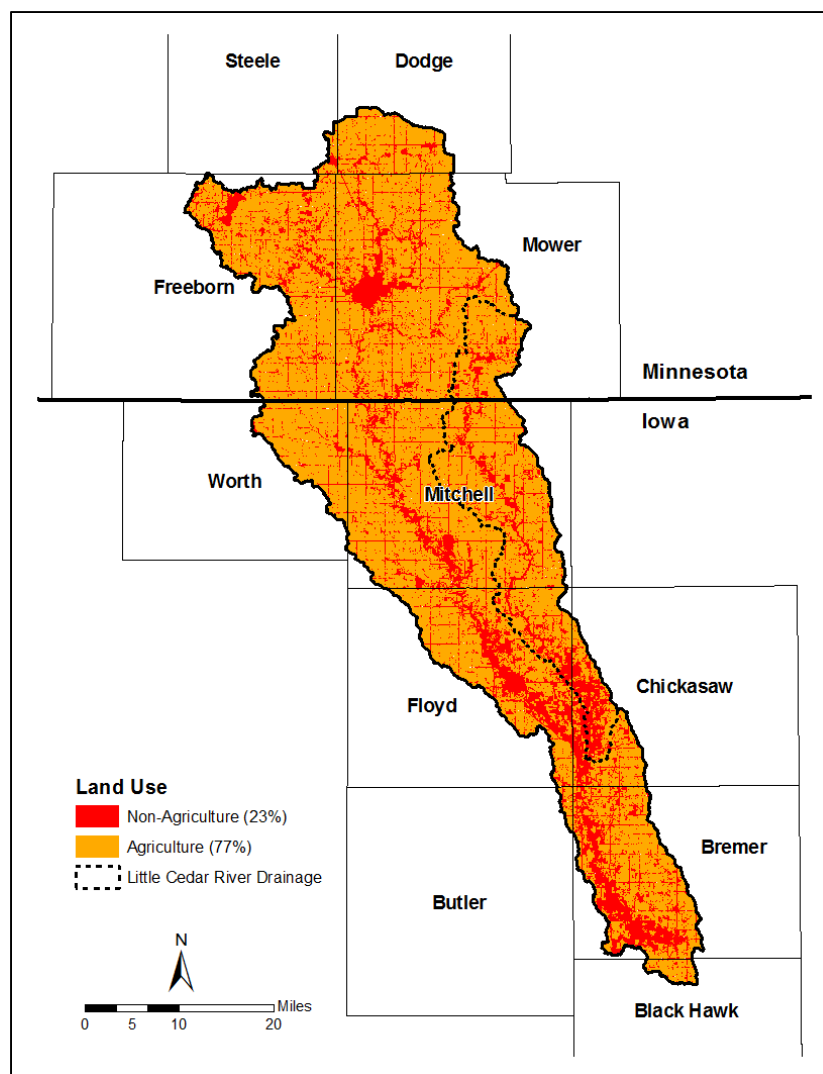 Steele
Dodge
Mower
Freeborn
Minnesota
Iowa
Worth
Mitchell
Chickasaw
Floyd
Land Use
Non-Agriculture (23%)
Agriculture (77%)
Little Cedar River Drainage
Bremer
Butler
N
Miles
0 5 10 20
Black Hawk